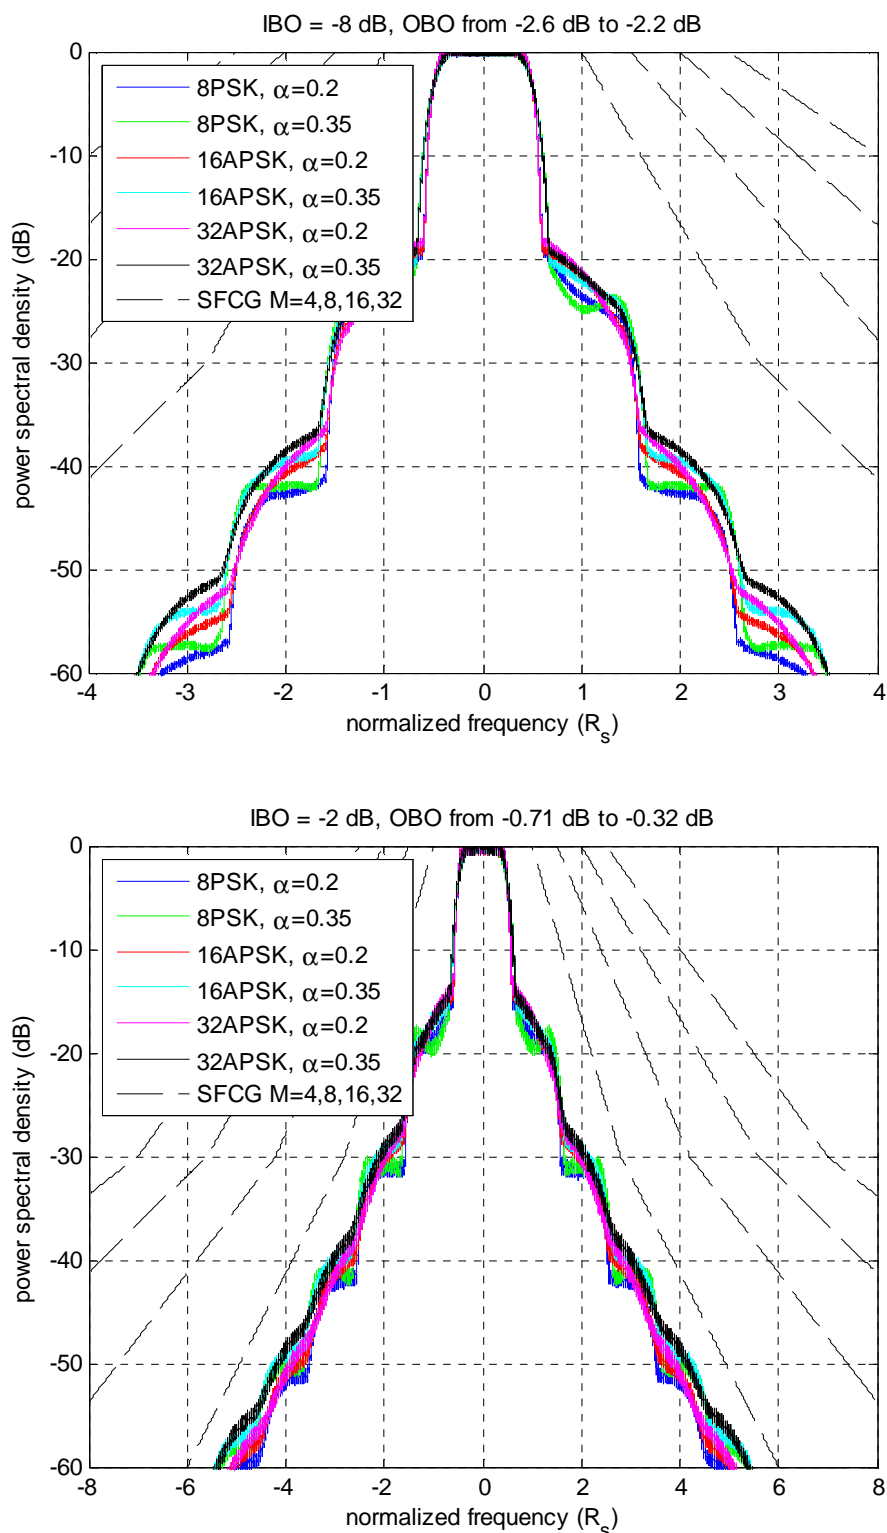 IBO = -8 dB, OBO from -2.6 dB to -2.2 dB
0
-10
-20
-30
-40
-50
-60
power spectral density (dB)
8PSK, α=0.2
8PSK, α=0.35
16APSK, α=0.2
16APSK, α=0.35
32APSK, α=0.2
32APSK, α=0.35
SFCG M=4,8,16,32
-4 -3 -2 -1 0 1 2 3 4
normalized frequency (Rs)
IBO = -2 dB, OBO from -0.71 dB to -0.32 dB
0
-10
-20
-30
-40
-50
-60
power spectral density (dB)
8PSK, α=0.2
8PSK, α=0.35
16APSK, α=0.2
16APSK, α=0.35
32APSK, α=0.2
32APSK, α=0.35
SFCG M=4,8,16,32
-8 -6 -4 -2 0 2 4 6 8
normalized frequency (Rs)